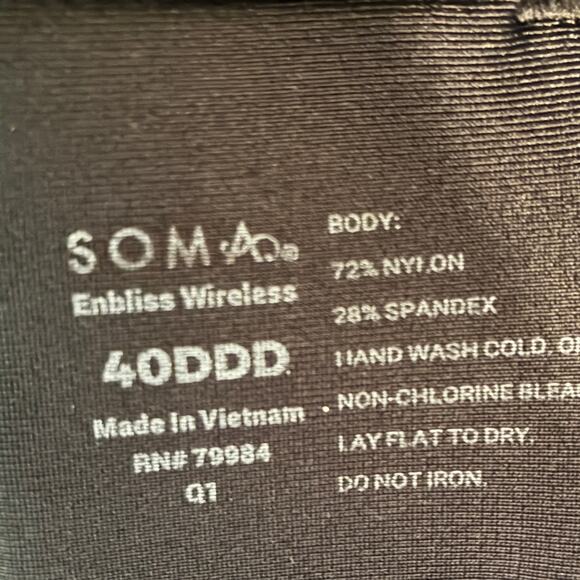 SOMA
Enbliss Wireless
40DDD
Made in Vietnam
RN# 79984
Q1
BODY:
72% NYLON
28% SPANDEX
HAND WASH COLD. O
NON-CHLORINE BLEA
LAY FLAT TO DRY.
DO NOT IRON.